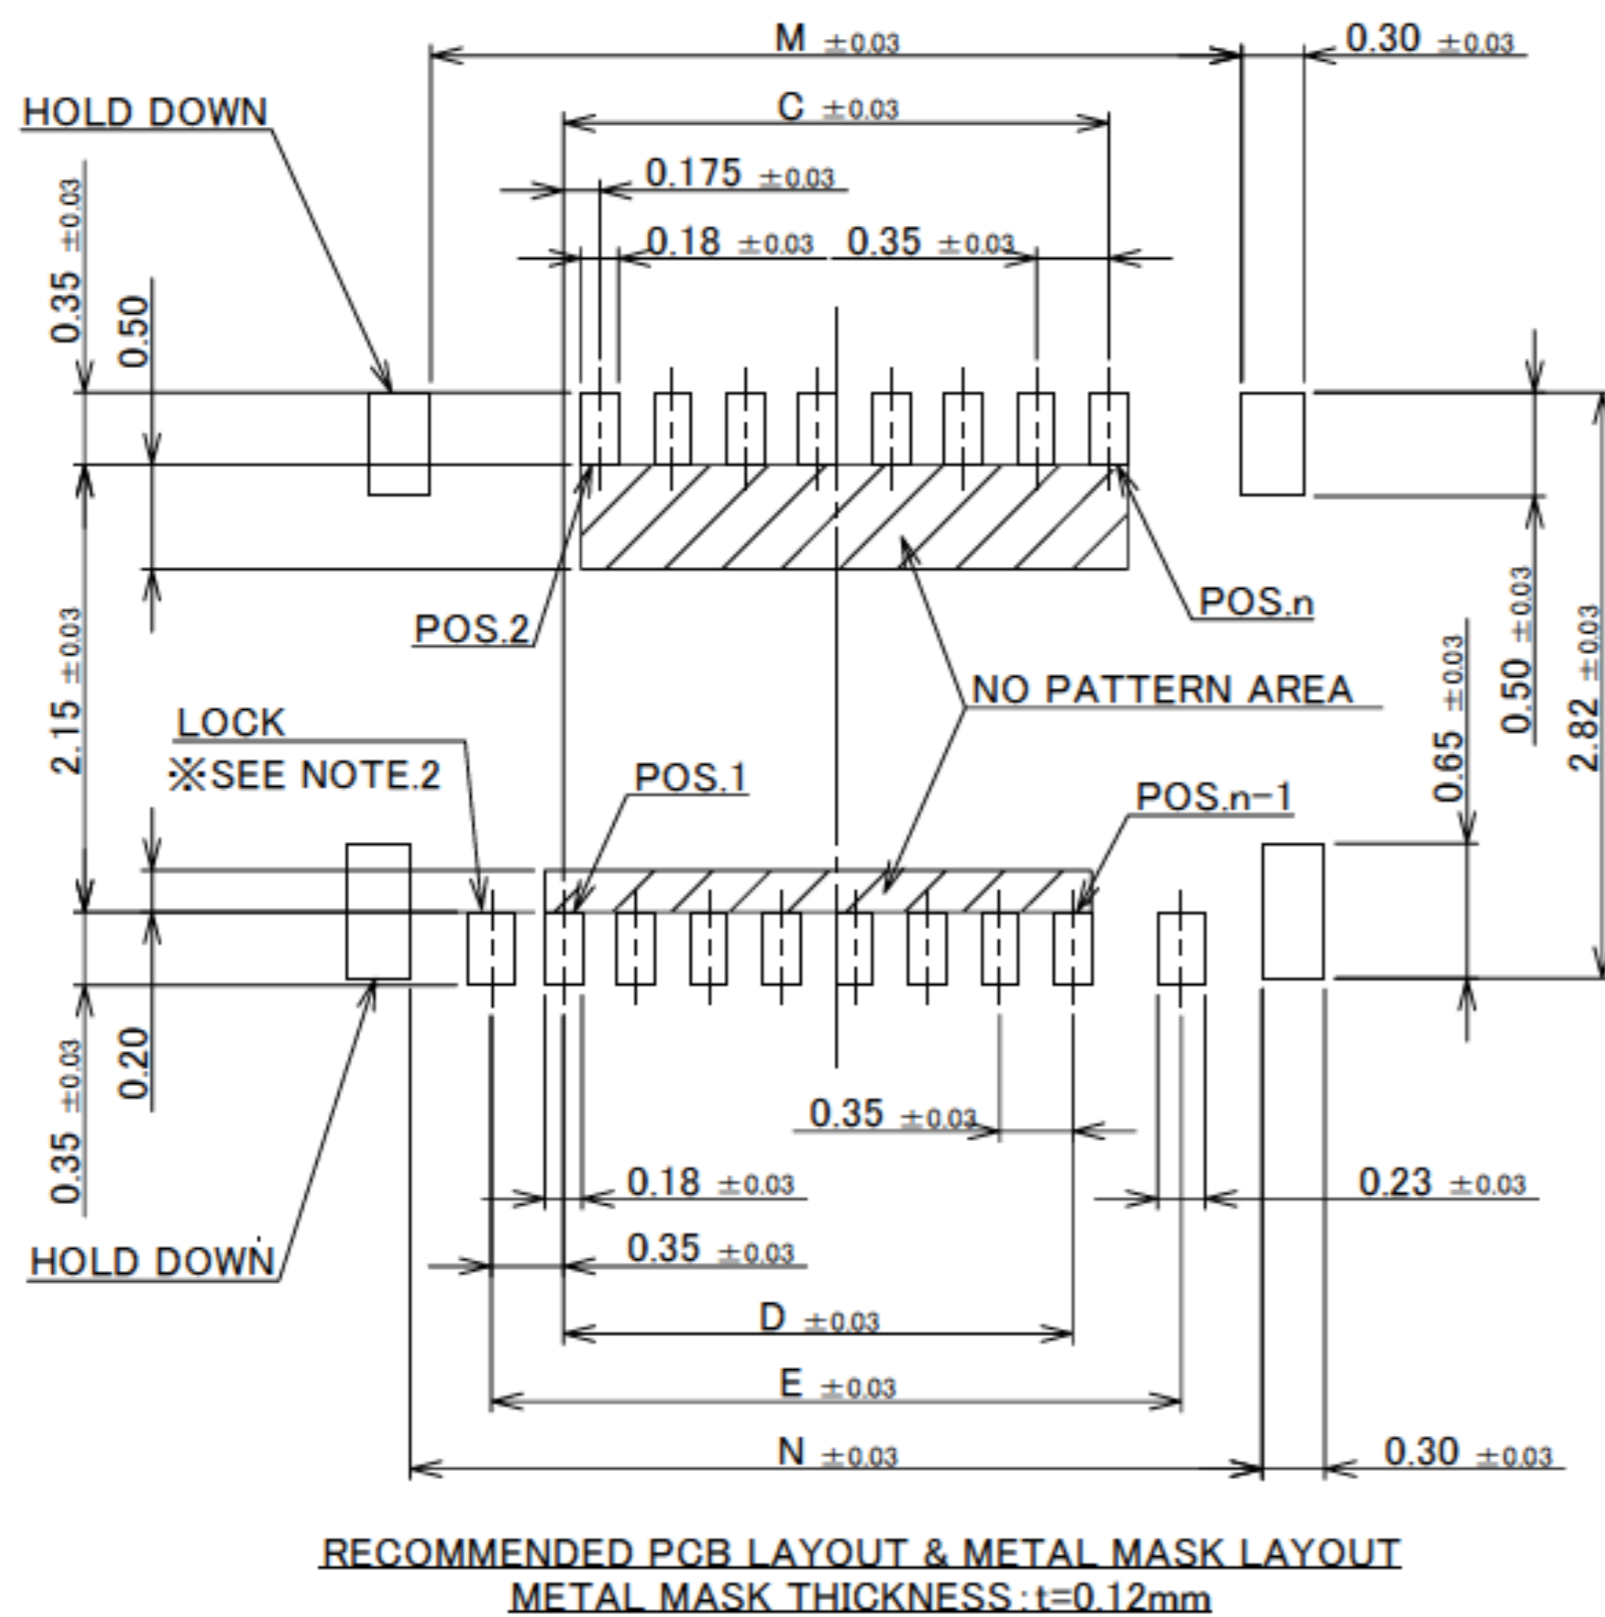 M ±0.03
0.30 ±0.03
HOLD DOWN
C ±0.03
0.175 ±0.03
0.18 ±0.03
0.35 ±0.03
0.35 ±0.03
0.50
POS.2
POS.n
NO PATTERN AREA
2.15 ±0.03
0.50 ±0.03
2.82 ±0.03
0.65 ±0.03
LOCK
※SEE NOTE.2
POS.1
POS.n-1
0.20
0.35 ±0.03
0.35 ±0.03
0.18 ±0.03
0.23 ±0.03
HOLD DOWN
0.35 ±0.03
D ±0.03
E ±0.03
N ±0.03
0.30 ±0.03
RECOMMENDED PCB LAYOUT & METAL MASK LAYOUT
METAL MASK THICKNESS:t=0.12mm